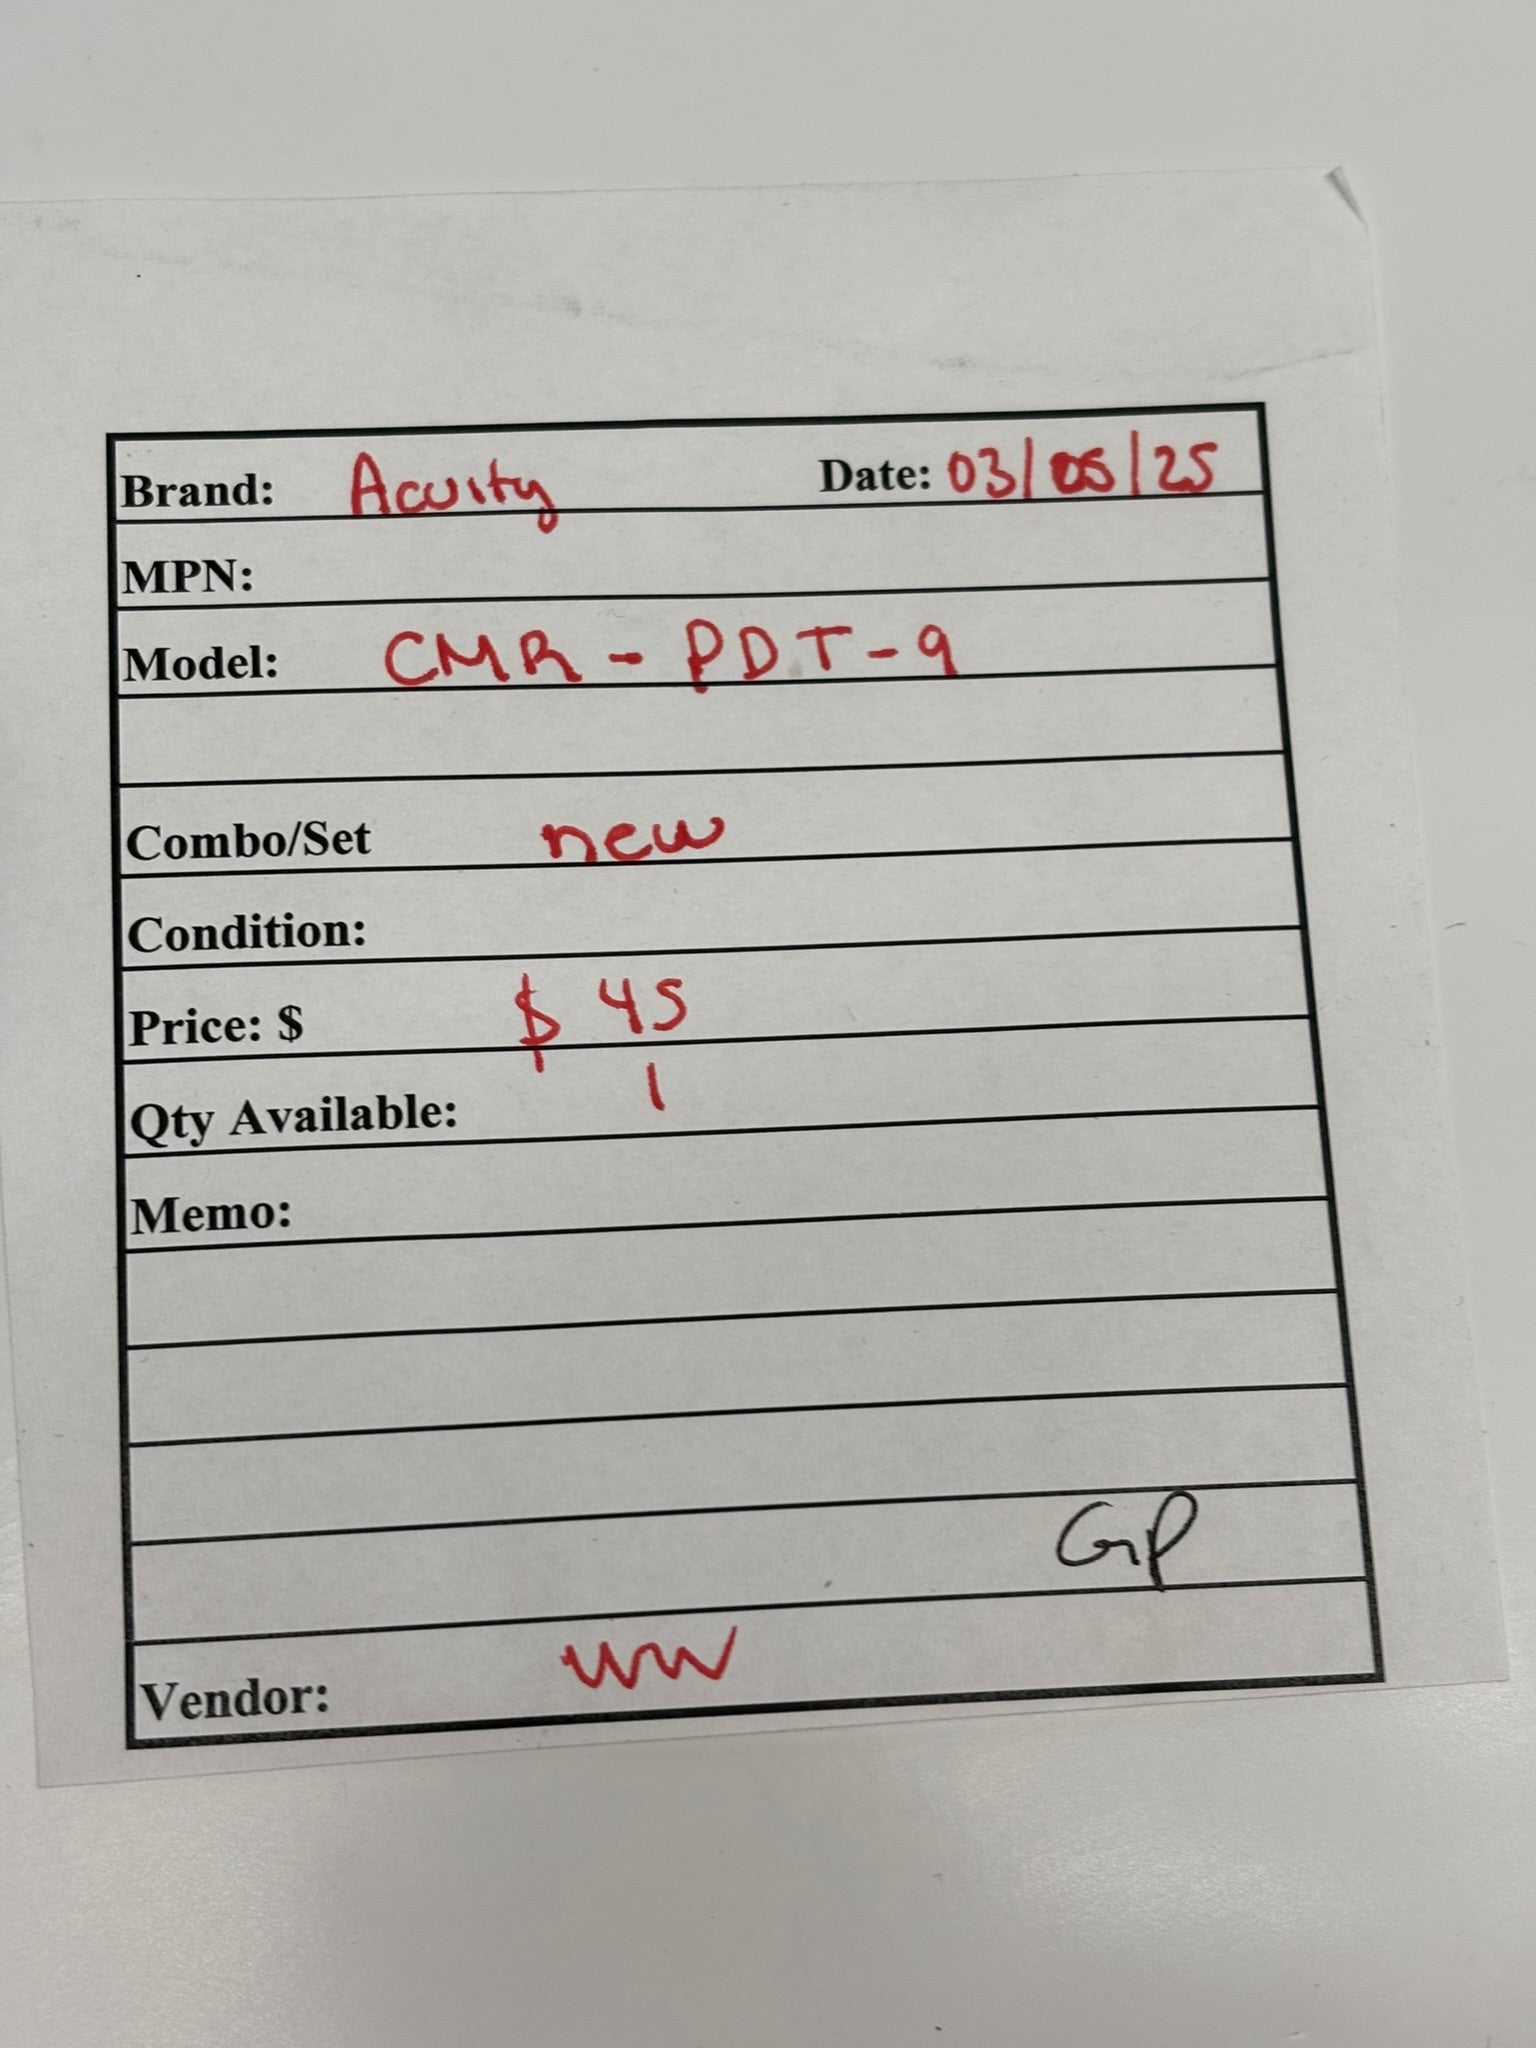 Brand: Acuity Date: 03/05/25
MPN:
Model: CMR - PDT-9
Combo/Set new
Condition:
Price: $ $ 45
Qty Available: 1
Memo:
GP
Vendor: WW